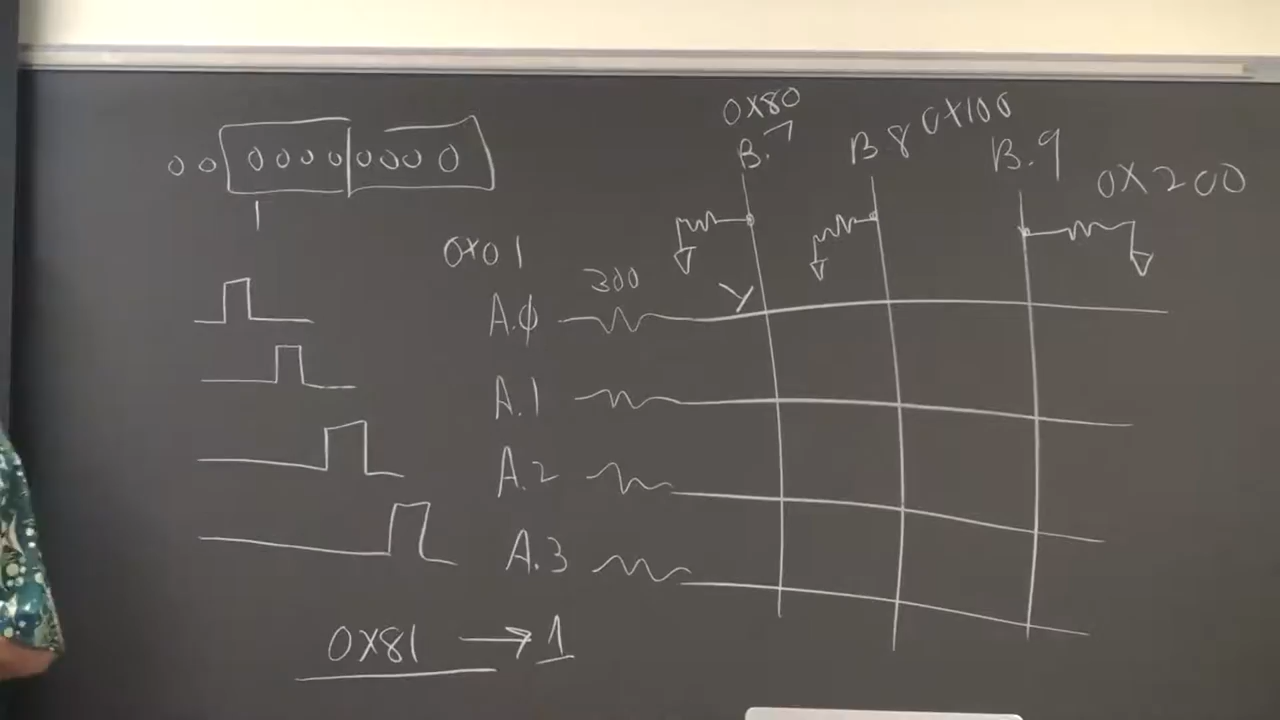 0X80
B.7
B 8 0X100
B.9
0X200
00 0000 0000
1
0X01
300
A.ϕ
A.1
A.2
A.3
0X81 → 1